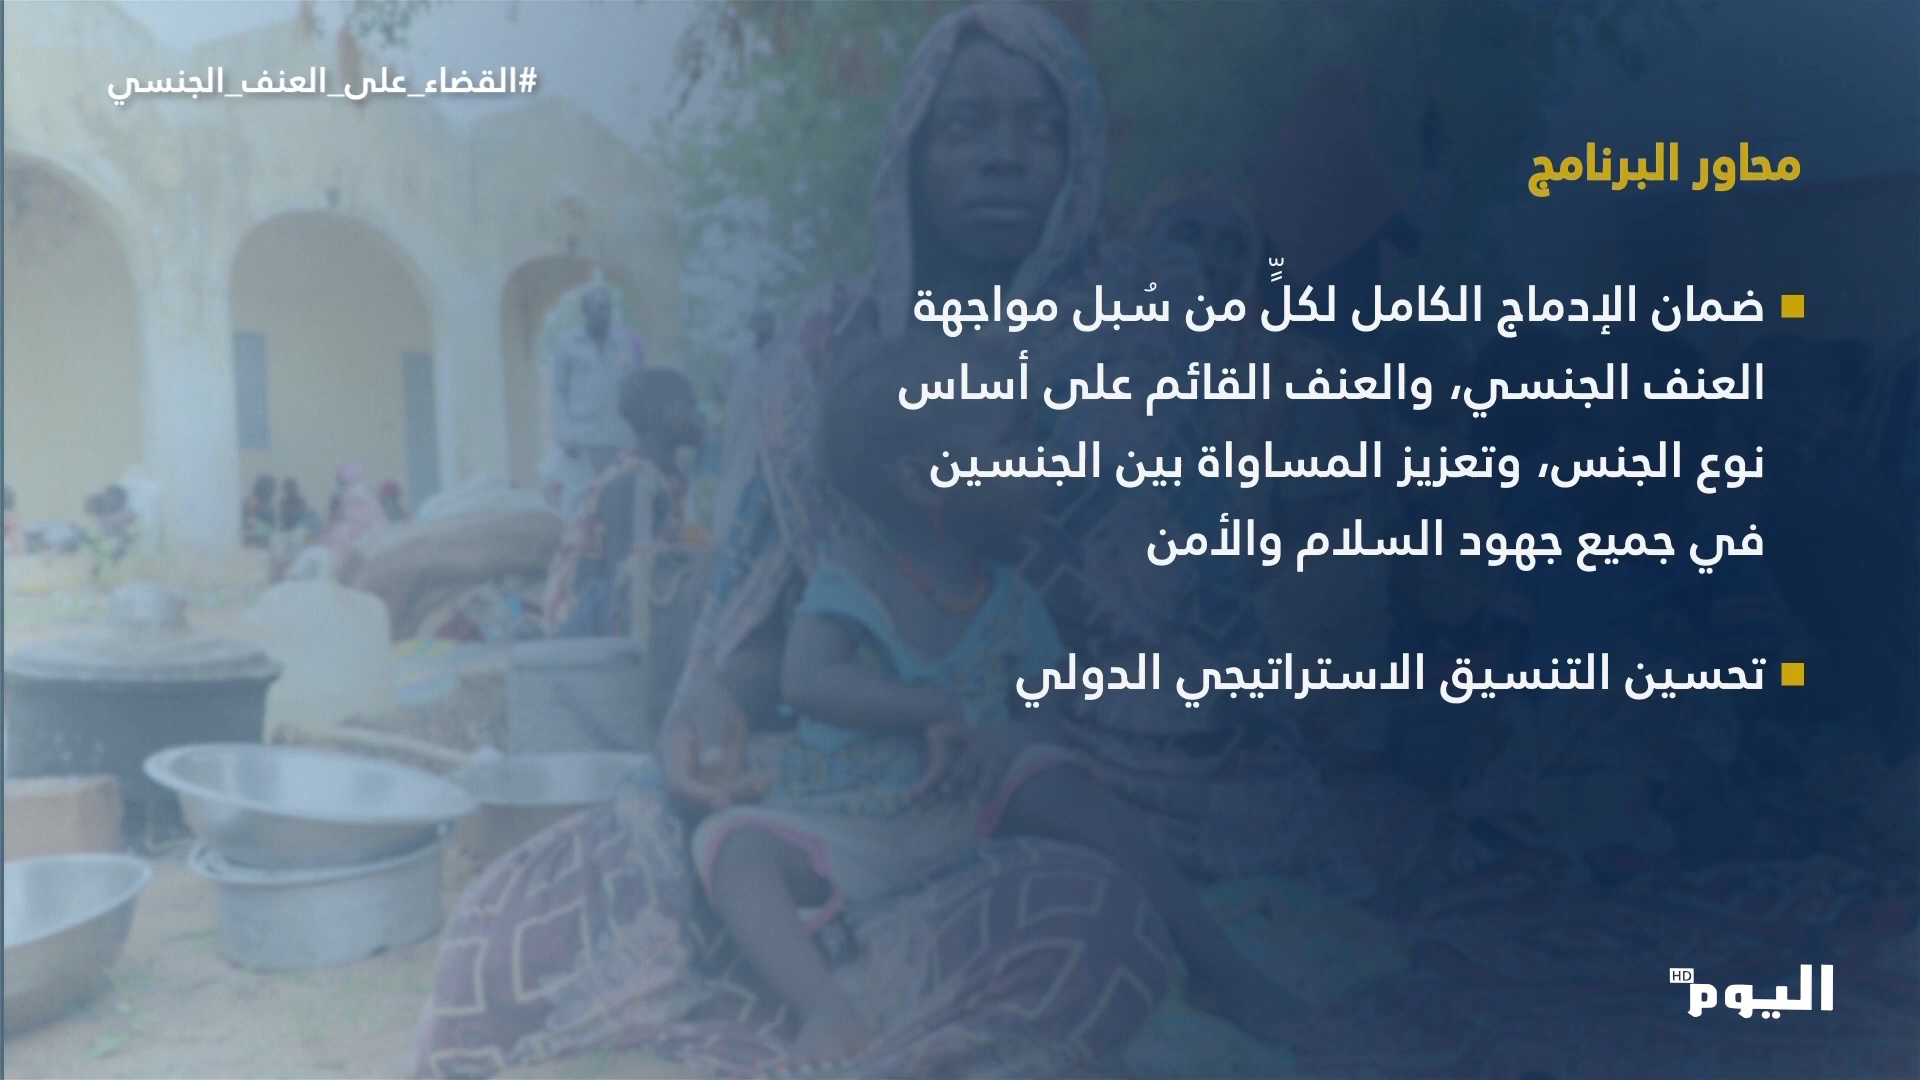 #القضاء_على_العنف_الجنسي
محاور البرنامج
ضمان الإدماج الكامل لكلٍّ من سُبل مواجهة
العنف الجنسي، والعنف القائم على أساس
نوع الجنس، وتعزيز المساواة بين الجنسين
في جميع جهود السلام والأمن
تحسين التنسيق الاستراتيجي الدولي
اليوم HD